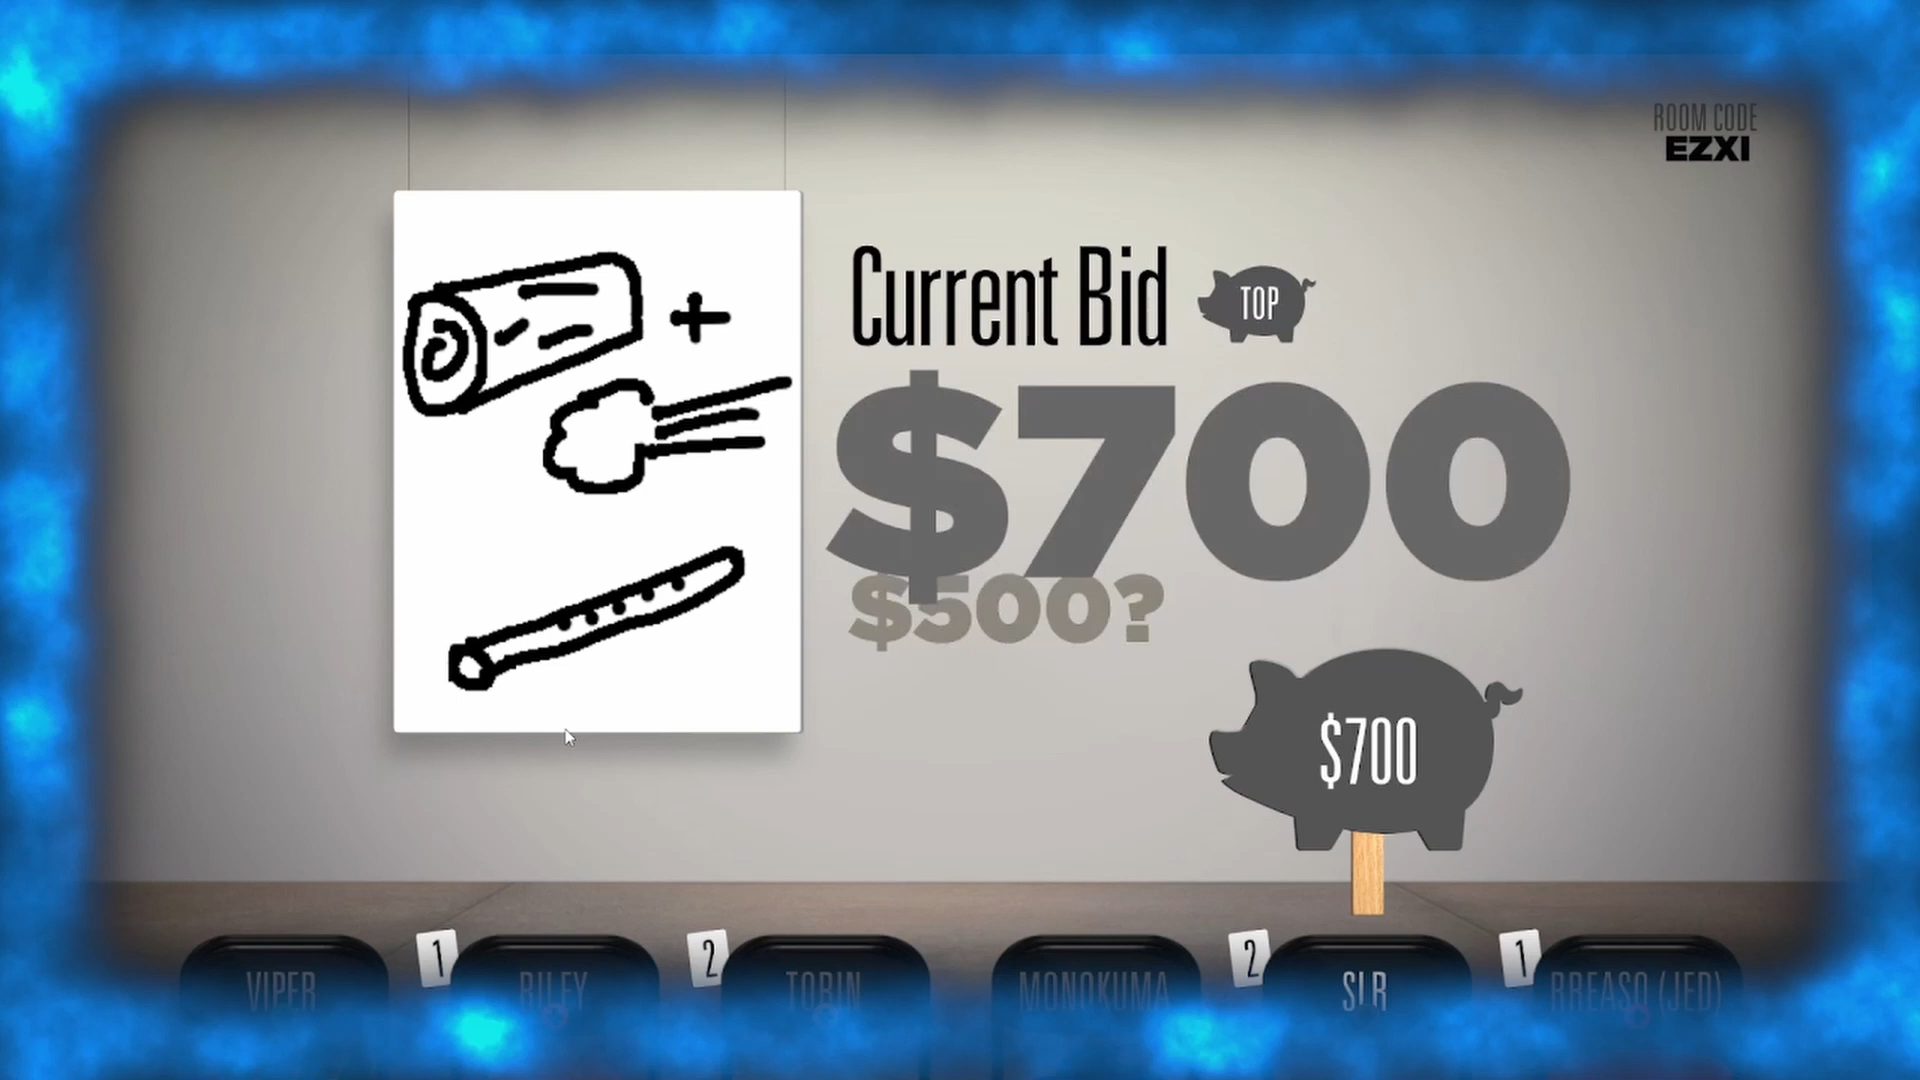 ROOM CODE
EZXI
Current Bid
TOP
$700
$500?
$700
1
2
2
1
VIPER
RILEY
TOBIN
MONOKUMA
SLR